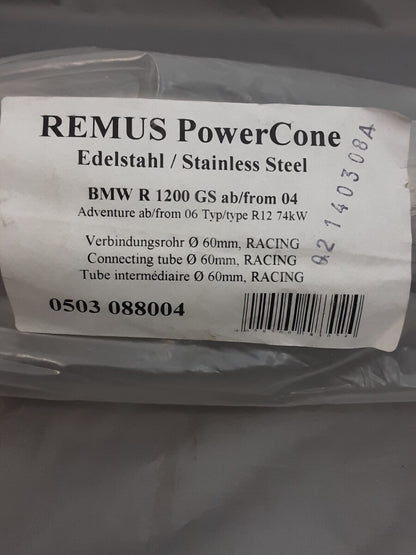 REMUS PowerCone
Edelstahl / Stainless Steel
BMW R 1200 GS ab/from 04
Adventure ab/from 06 Typ/type R12 74kW
Verbindungsrohr Ø 60mm, RACING
Connecting tube Ø 60mm, RACING
Tube intermédiaire Ø 60mm, RACING
0503 088004
Q21140308A